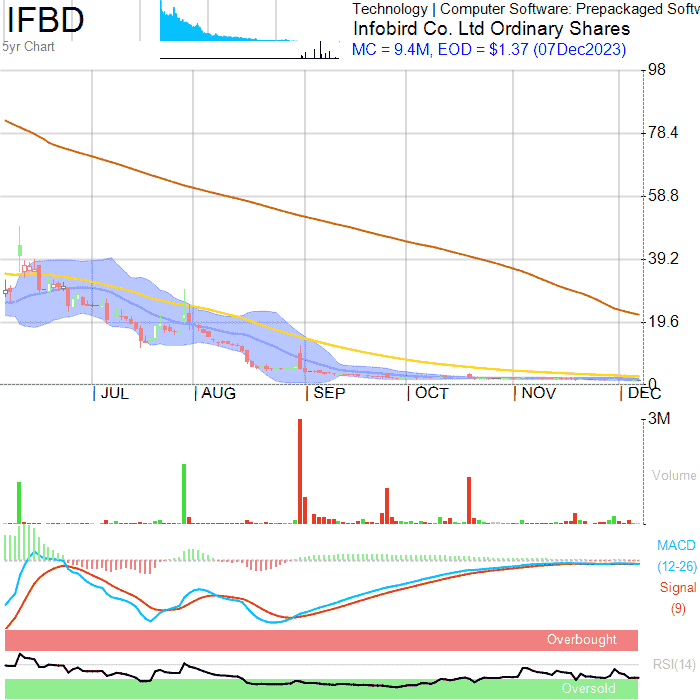 IFBD
5yr Chart
Technology | Computer Software: Prepackaged Softw
Infobird Co. Ltd Ordinary Shares
MC = 9.4M, EOD = $1.37 (07Dec2023)
98
78.4
58.8
39.2
19.6
0
JUL AUG SEP OCT NOV DEC
3M
Volume
MACD
(12-26)
Signal
(9)
Overbought
RSI(14)
Oversold